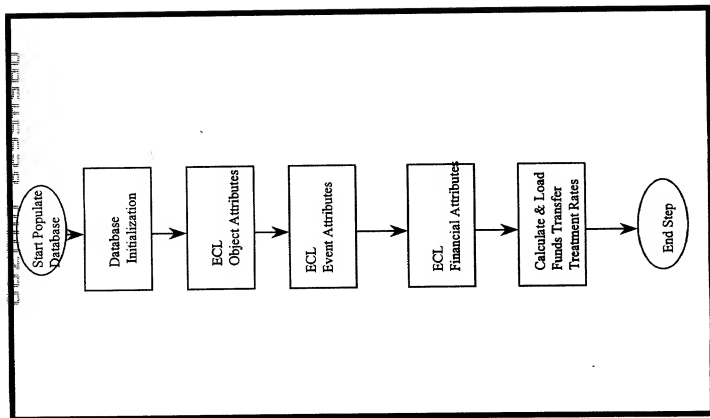 Start Populate
Database
Database
Initialization
ECL
Object Attributes
ECL
Event Attributes
ECL
Financial Attributes
Calculate & Load
Funds Transfer
Treatment Rates
End Step